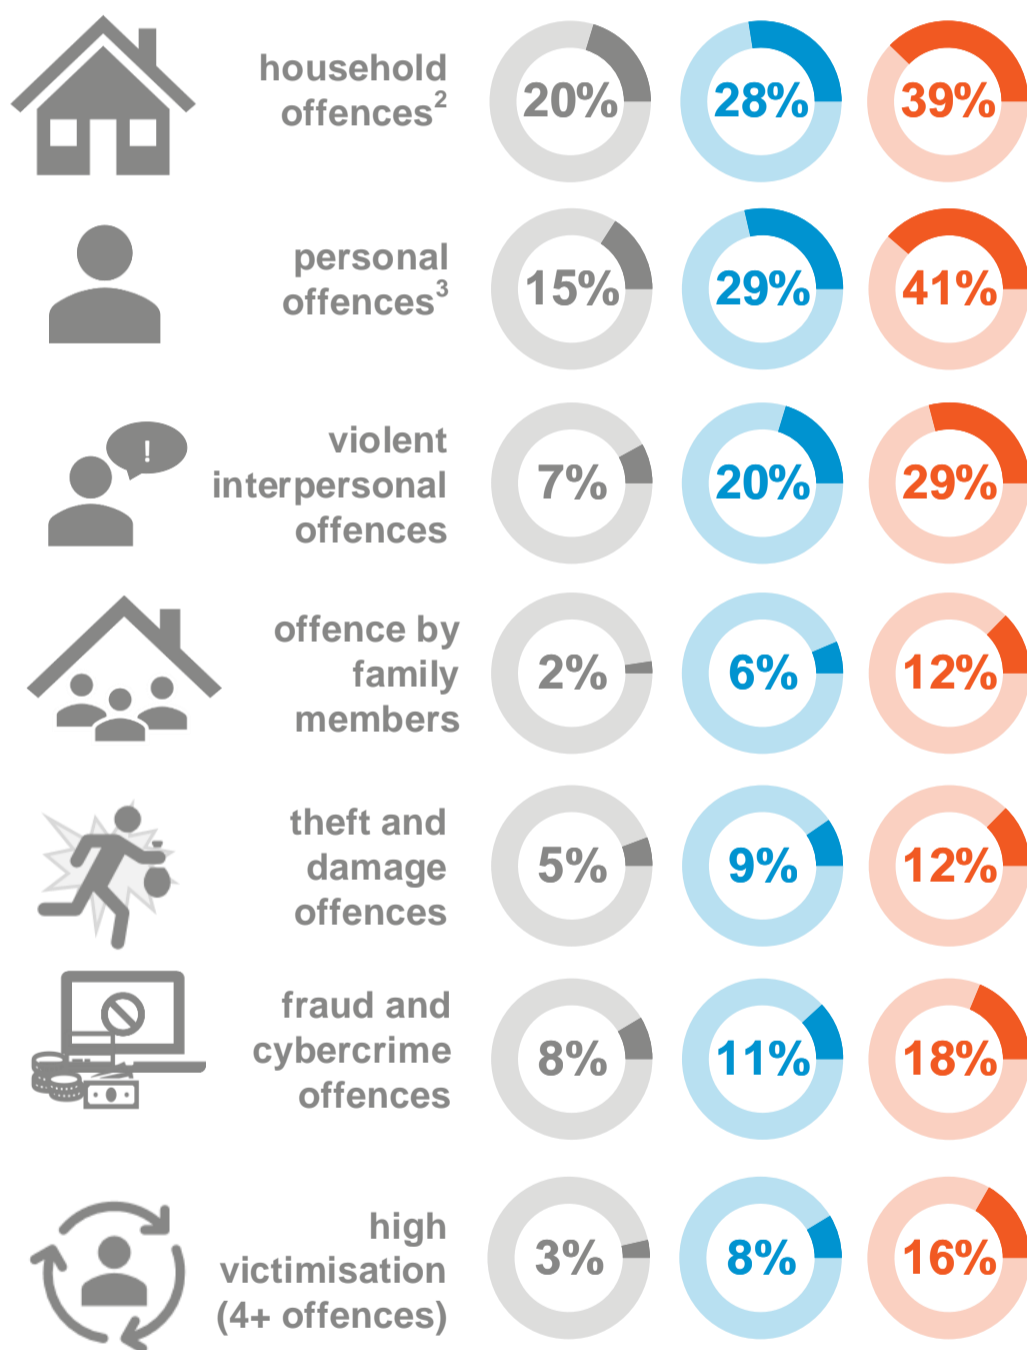 household
offences²
20% 28% 39%
personal
offences³
15% 29% 41%
!
violent
interpersonal
offences
7% 20% 29%
offence by
family
members
2% 6% 12%
theft and
damage
offences
5% 9% 12%
fraud and
cybercrime
offences
8% 11% 18%
high
victimisation
(4+ offences)
3% 8% 16%